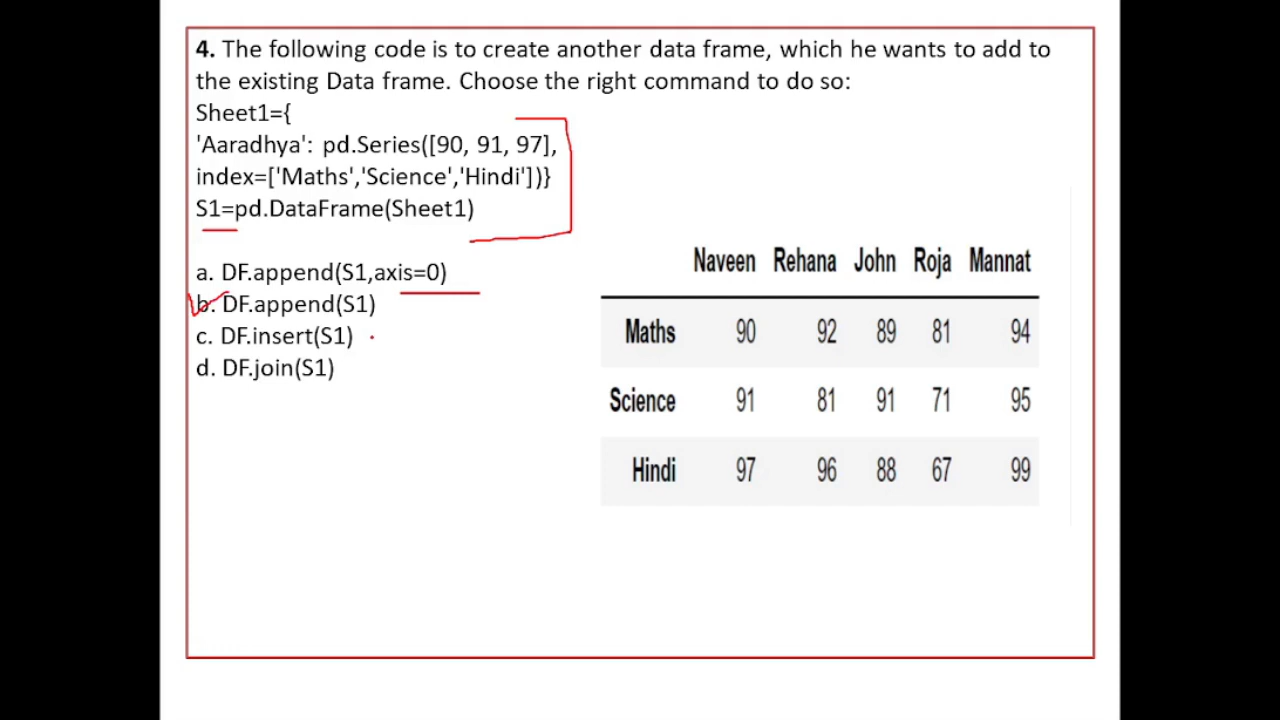 4. The following code is to create another data frame, which he wants to add to
the existing Data frame. Choose the right command to do so:
Sheet1={
'Aaradhya': pd.Series([90, 91, 97],
index=['Maths','Science','Hindi'])}
S1=pd.DataFrame(Sheet1)
a. DF.append(S1,axis=0)
b. DF.append(S1)
c. DF.insert(S1)
d. DF.join(S1)
Naveen Rehana John Roja Mannat
Maths 90 92 89 81 94
Science 91 81 91 71 95
Hindi 97 96 88 67 99